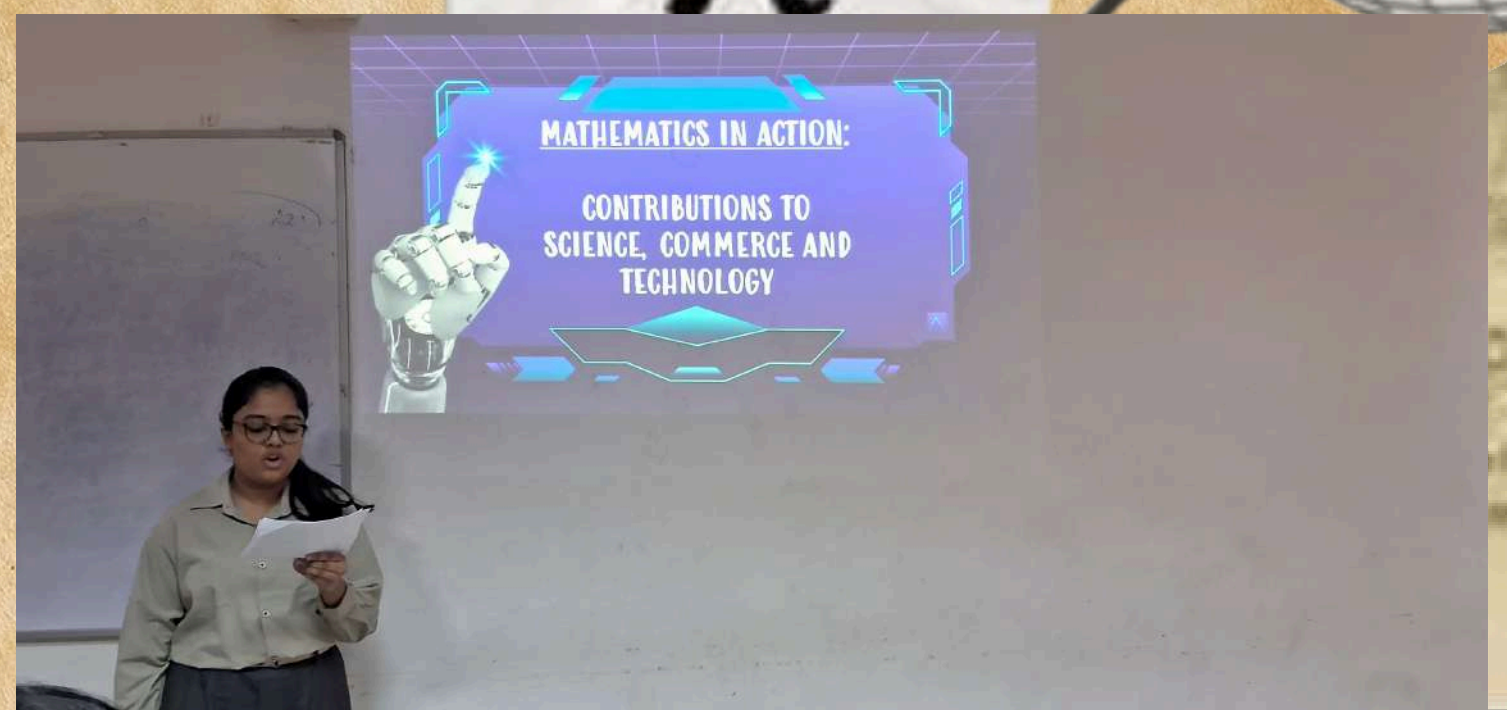 MATHEMATICS IN ACTION:
CONTRIBUTIONS TO
SCIENCE, COMMERCE AND
TECHNOLOGY